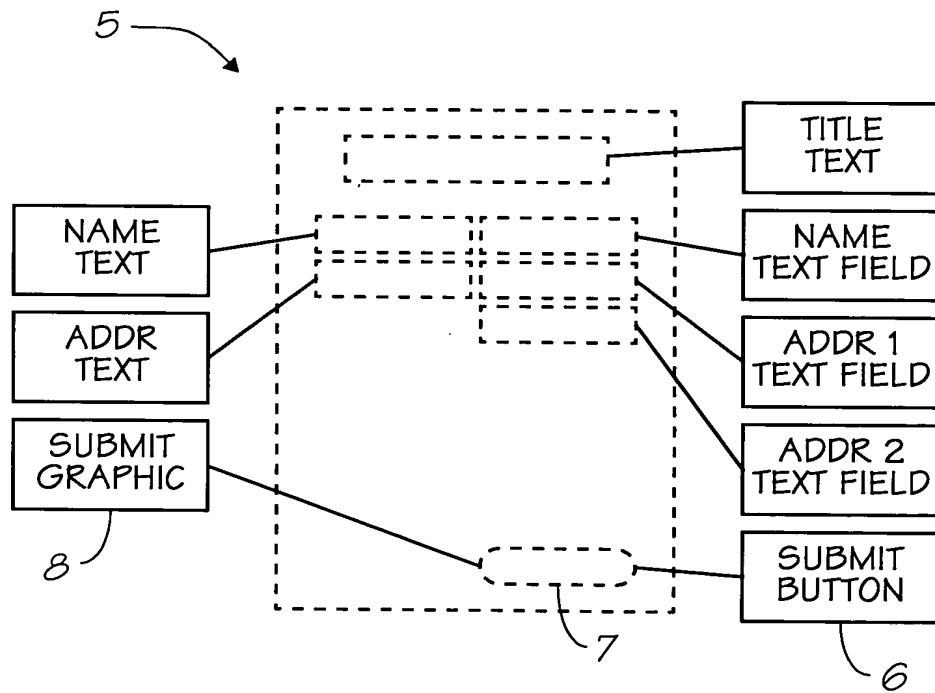 5
TITLE
TEXT
NAME
TEXT
NAME
TEXT FIELD
ADDR
TEXT
ADDR 1
TEXT FIELD
SUBMIT
GRAPHIC
ADDR 2
TEXT FIELD
8
SUBMIT
BUTTON
7
6